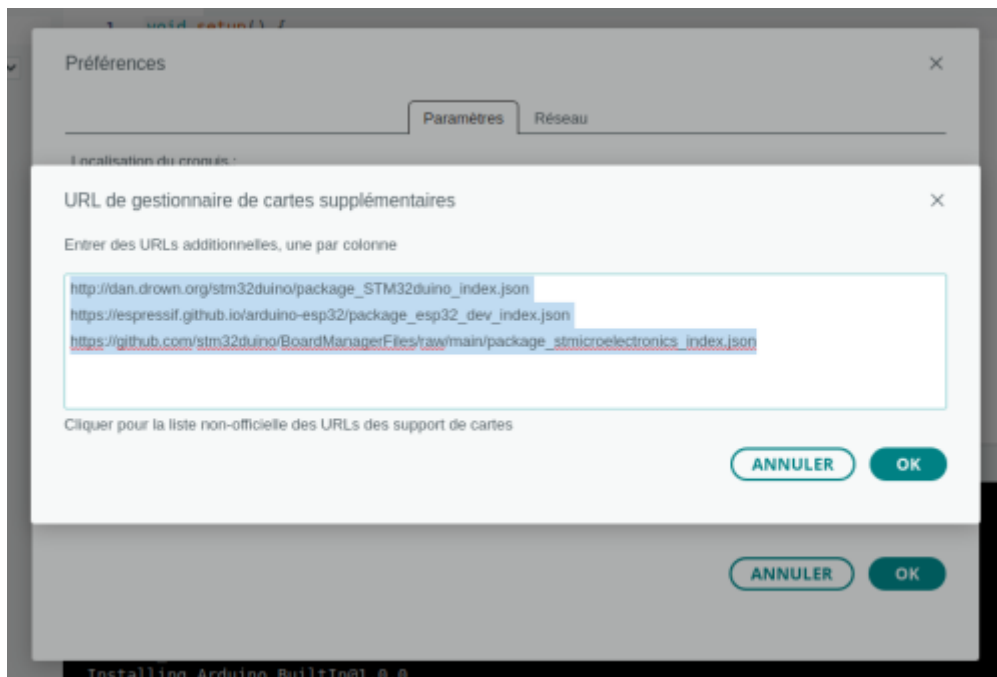 1 void setup() {
Préférences
Paramètres Réseau
Localisation du croquis :
URL de gestionnaire de cartes supplémentaires
Entrer des URLs additionnelles, une par colonne
http://dan.drown.org/stm32duino/package_STM32duino_index.json
https://espressif.github.io/arduino-esp32/package_esp32_dev_index.json
https://github.com/stm32duino/BoardManagerFiles/raw/main/package_stmicroelectronics_index.json
Cliquer pour la liste non-officielle des URLs des support de cartes
ANNULER OK
ANNULER OK
Installing Arduino_BuiltIn@1.0.0